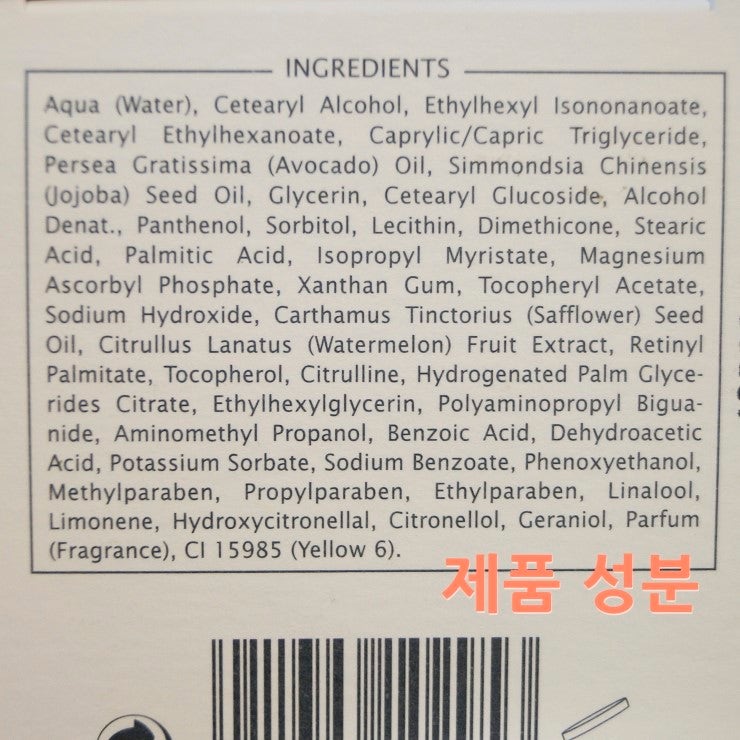 INGREDIENTS
Aqua (Water), Cetearyl Alcohol, Ethylhexyl Isononanoate,
Cetearyl Ethylhexanoate, Caprylic/Capric Triglyceride,
Persea Gratissima (Avocado) Oil, Simmondsia Chinensis
(Jojoba) Seed Oil, Glycerin, Cetearyl Glucoside, Alcohol
Denat., Panthenol, Sorbitol, Lecithin, Dimethicone, Stearic
Acid, Palmitic Acid, Isopropyl Myristate, Magnesium
Ascorbyl Phosphate, Xanthan Gum, Tocopheryl Acetate,
Sodium Hydroxide, Carthamus Tinctorius (Safflower) Seed
Oil, Citrullus Lanatus (Watermelon) Fruit Extract, Retinyl
Palmitate, Tocopherol, Citrulline, Hydrogenated Palm Glyce-
rides Citrate, Ethylhexylglycerin, Polyaminopropyl Bigua-
nide, Aminomethyl Propanol, Benzoic Acid, Dehydroacetic
Acid, Potassium Sorbate, Sodium Benzoate, Phenoxyethanol,
Methylparaben, Propylparaben, Ethylparaben, Linalool,
Limonene, Hydroxycitronellal, Citronellol, Geraniol, Parfum
(Fragrance), CI 15985 (Yellow 6).
제품 성분